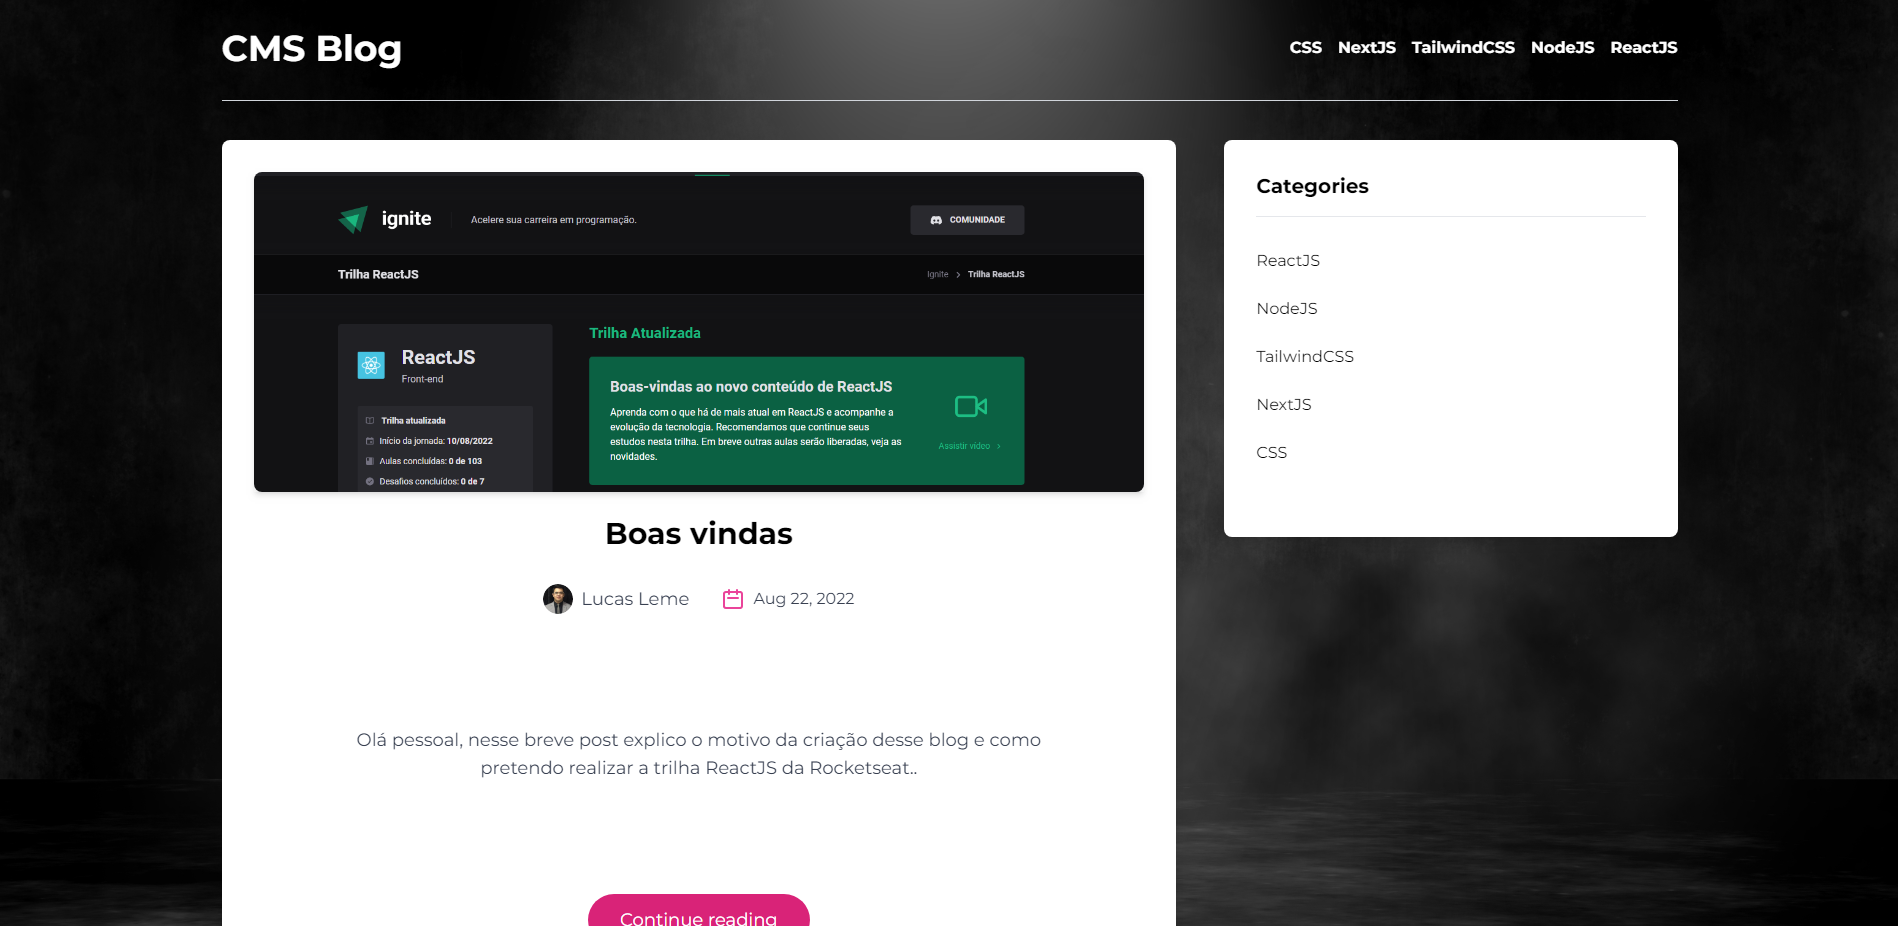 CMS Blog
CSS NextJS TailwindCSS NodeJS ReactJS
ignite
Acelere sua carreira em programação.
COMUNIDADE
Trilha ReactJS
Ignite > Trilha ReactJS
ReactJS
Front-end
Trilha atualizada
Início da jornada: 10/08/2022
Aulas concluídas: 0 de 103
Desafios concluídos: 0 de 7
Trilha Atualizada
Boas-vindas ao novo conteúdo de ReactJS
Aprenda com o que há de mais atual em ReactJS e acompanhe a
evolução da tecnologia. Recomendamos que continue seus
estudos nesta trilha. Em breve outras aulas serão liberadas, veja as
novidades.
Assistir vídeo >
Boas vindas
Lucas Leme
Aug 22, 2022
Olá pessoal, nesse breve post explico o motivo da criação desse blog e como
pretendo realizar a trilha ReactJS da Rocketseat..
Continue reading
Categories
ReactJS
NodeJS
TailwindCSS
NextJS
CSS